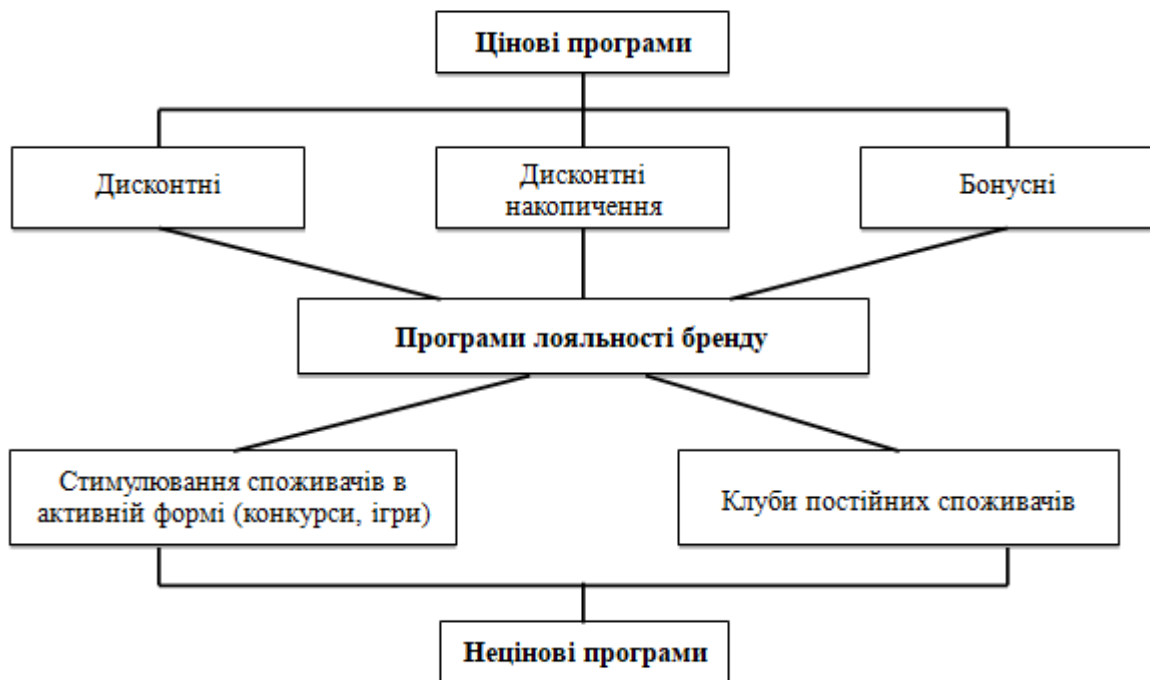 Цінові програми
Дисконтні
Дисконтні
накопичення
Бонусні
Програми лояльності бренду
Стимулювання споживачів в
активній формі (конкурси, ігри)
Клуби постійних споживачів
Нецінові програми